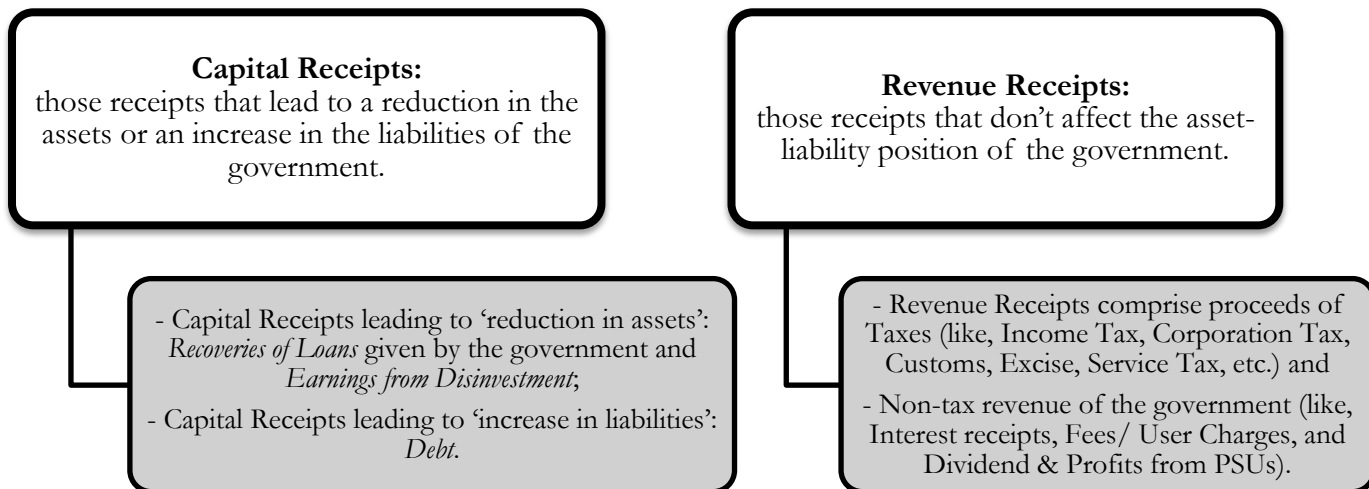 Capital Receipts:
those receipts that lead to a reduction in the
assets or an increase in the liabilities of the
government.
- Capital Receipts leading to ‘reduction in assets’:
Recoveries of Loans given by the government and
Earnings from Disinvestment;
- Capital Receipts leading to ‘increase in liabilities’:
Debt.
Revenue Receipts:
those receipts that don’t affect the asset-
liability position of the government.
- Revenue Receipts comprise proceeds of
Taxes (like, Income Tax, Corporation Tax,
Customs, Excise, Service Tax, etc.) and
- Non-tax revenue of the government (like,
Interest receipts, Fees/ User Charges, and
Dividend & Profits from PSUs).